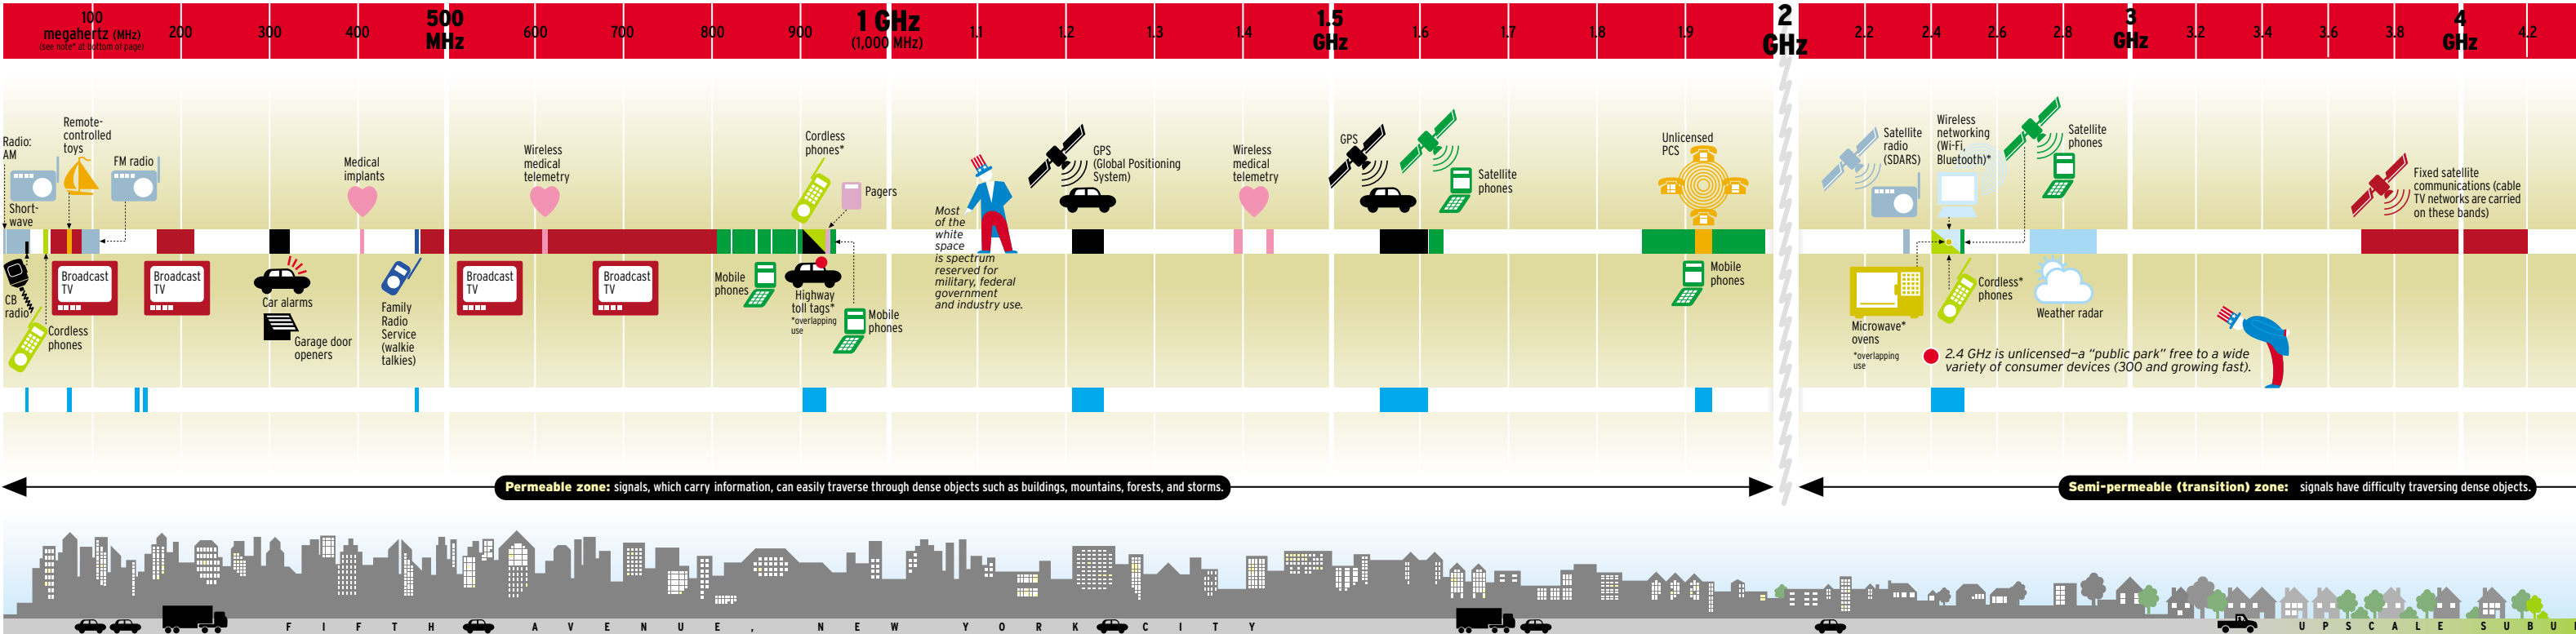 100
megahertz (MHz)
(see note* at bottom of page)
200
300
400
500
MHz
600
700
800
900
1 GHz
(1,000 MHz)
1.1
1.2
1.3
1.4
1.5
GHz
1.6
1.7
1.8
1.9
2
GHz
2.2
2.4
2.6
2.8
3
GHz
3.2
3.4
3.6
3.8
4
GHz
4.2
Radio:
AM
Remote-
controlled
toys
FM radio
Short-
wave
CB
radio
Cordless
phones
Broadcast
TV
Broadcast
TV
Car alarms
Garage door
openers
Medical
implants
Family
Radio
Service
(walkie
talkies)
Wireless
medical
telemetry
Broadcast
TV
Broadcast
TV
Mobile
phones
Cordless
phones*
Pagers
Highway
toll tags*
*overlapping
use
Mobile
phones
Most
of the
white
space
is spectrum
reserved for
military, federal
government
and industry use.
GPS
(Global Positioning
System)
Wireless
medical
telemetry
GPS
Satellite
phones
Unlicensed
PCS
Mobile
phones
Satellite
radio
(SDARS)
Wireless
networking
(Wi-Fi,
Bluetooth)*
Satellite
phones
Microwave*
ovens
*overlapping
use
Cordless*
phones
Weather radar
2.4 GHz is unlicensed—a “public park” free to a wide
variety of consumer devices (300 and growing fast).
Fixed satellite
communications (cable
TV networks are carried
on these bands)
Permeable zone: signals, which carry information, can easily traverse through dense objects such as buildings, mountains, forests, and storms.
Semi-permeable (transition) zone: signals have difficulty traversing dense objects.
FIFTH AVENUE, NEW YORK CITY
UPSCALE SUBU